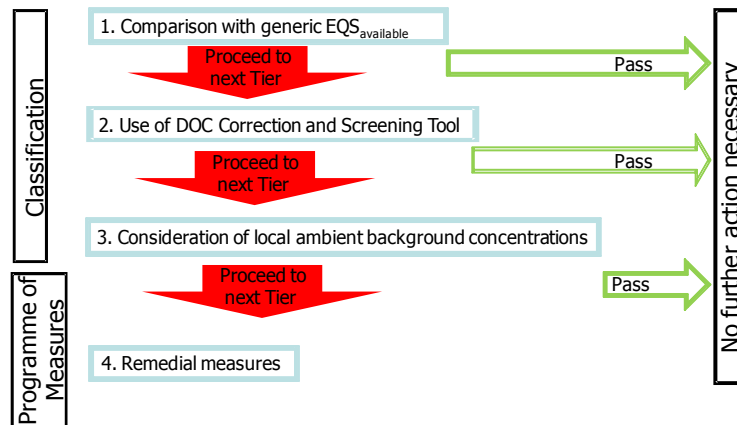 1. Comparison with generic EQSavailable
Proceed to
next Tier
Pass
2. Use of DOC Correction and Screening Tool
Proceed to
next Tier
Pass
3. Consideration of local ambient background concentrations
Proceed to
next Tier
Pass
4. Remedial measures
Classification
Programme of
Measures
No further action necessary